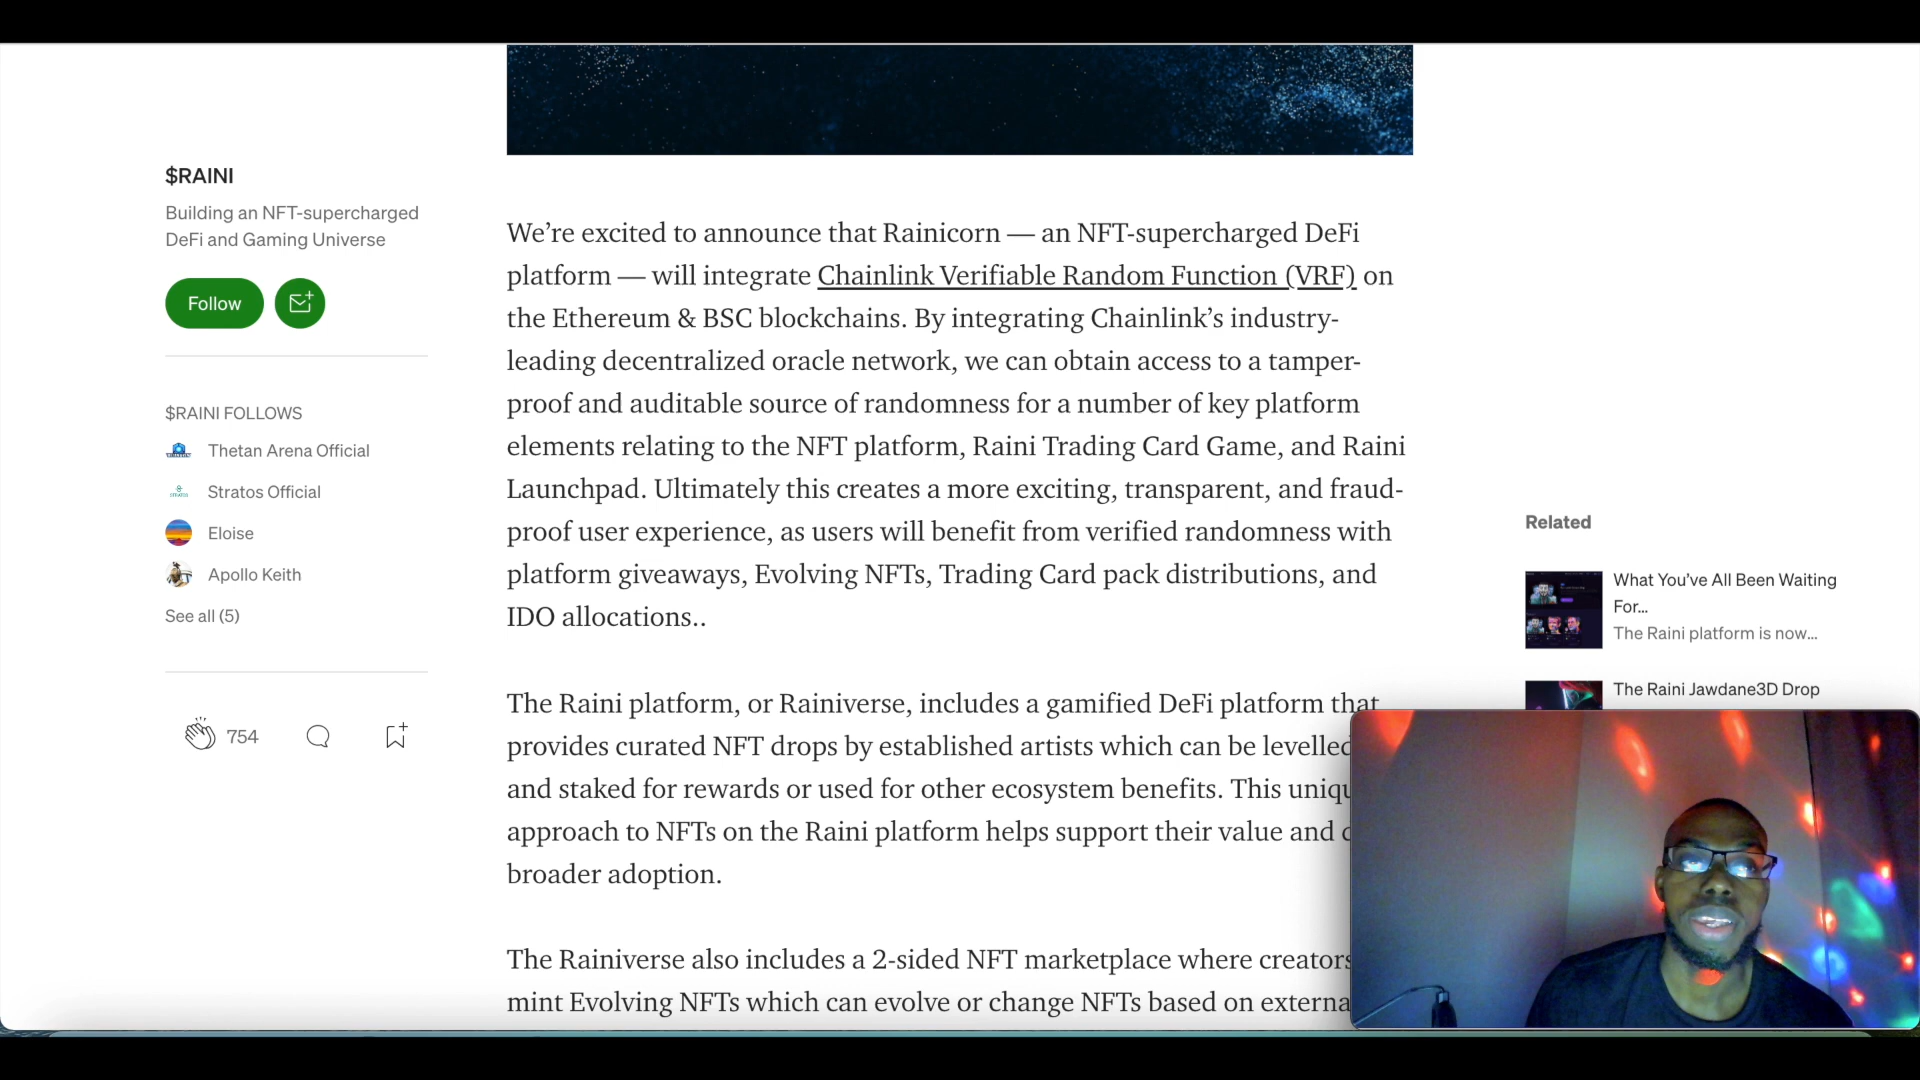 $RAINI
Building an NFT-supercharged
DeFi and Gaming Universe
Follow
$RAINI FOLLOWS
Thetan Arena Official
Stratos Official
Eloise
Apollo Keith
See all (5)
754
We’re excited to announce that Rainicorn — an NFT-supercharged DeFi
platform — will integrate Chainlink Verifiable Random Function (VRF) on
the Ethereum & BSC blockchains. By integrating Chainlink’s industry-
leading decentralized oracle network, we can obtain access to a tamper-
proof and auditable source of randomness for a number of key platform
elements relating to the NFT platform, Raini Trading Card Game, and Raini
Launchpad. Ultimately this creates a more exciting, transparent, and fraud-
proof user experience, as users will benefit from verified randomness with
platform giveaways, Evolving NFTs, Trading Card pack distributions, and
IDO allocations..
The Raini platform, or Rainiverse, includes a gamified DeFi platform that
provides curated NFT drops by established artists which can be levelled
and staked for rewards or used for other ecosystem benefits. This
approach to NFTs on the Raini platform helps support their value and
broader adoption.
The Rainiverse also includes a 2-sided NFT marketplace where creators
mint Evolving NFTs which can evolve or change NFTs based on
Related
What You’ve All Been Waiting
For...
The Raini platform is now...
The Raini Jawdane3D Drop